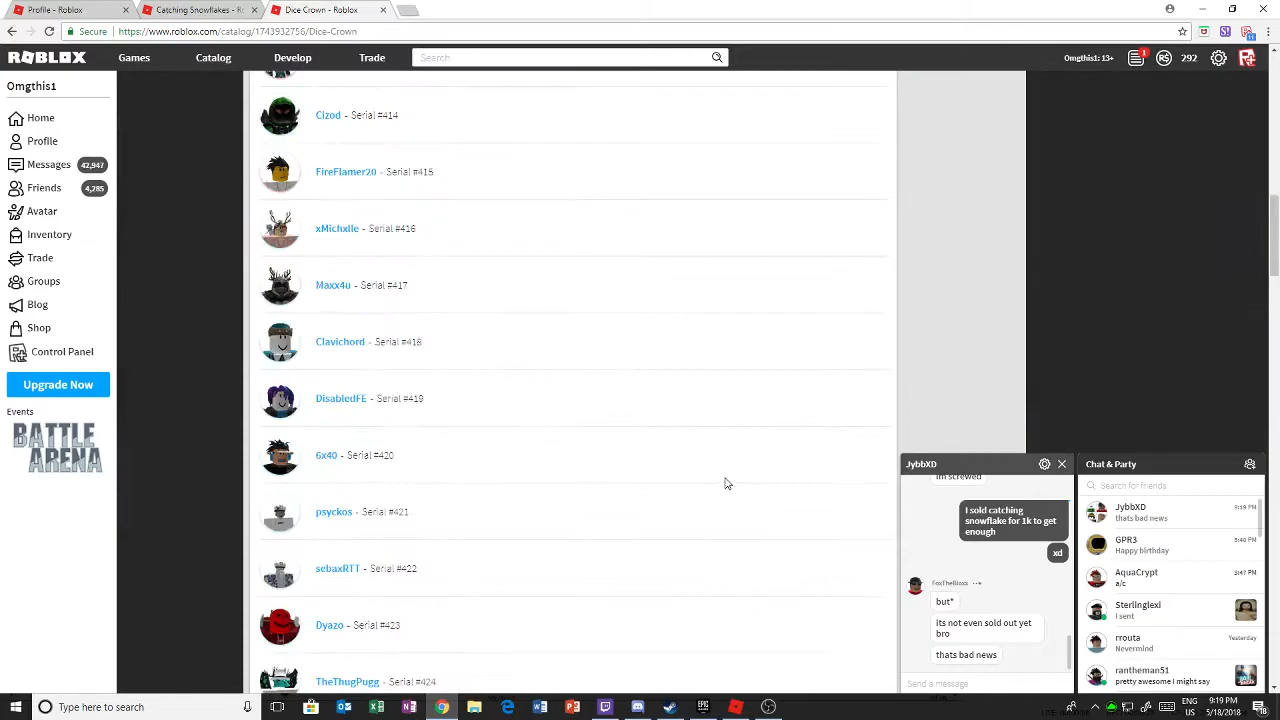 Profile - Roblox
Catching Snowflakes - Ro
Dice Crown - Roblox
Secure https://www.roblox.com/catalog/1743932756/Dice-Crown
ROBLOX Games Catalog Develop Trade Search Omgthis1: 13+ 1 292
Omgthis1
Home
Profile
Messages 42,947
Friends 4,285
Avatar
Inventory
Trade
Groups
Blog
Shop
Control Panel
Upgrade Now
Events
BATTLE
ARENA
Cizod - Serial #414
FireFlamer20 - Serial #415
xMichxlle - Serial #416
Maxx4u - Serial #417
Clavichord - Serial #418
DisabledFE - Serial #419
6x40 - Serial #420
psyckos - Serial #421
sebaxRTT - Serial #422
Dyazo - Serial #423
TheThugPugg - Serial #424
JybbXD
im screwed
I sold catching
snowflake for 1k to get
enough
xd
FoxTheBloxx
but*
its not even sold out yet
bro
thats bad news
Send a message
Chat & Party
Search for friends
JybbXD 9:19 PM
thats bad news
GPR3 5:40 PM
Happy birthday
AquaCrypt 3:47 PM
a/c
Sterlinglexi
I sent
rrouta Yesterday
Nevermind
rantheman51
pretty awesome I might say
Type here to search
ENG 9:19 PM
US 5/18/2018